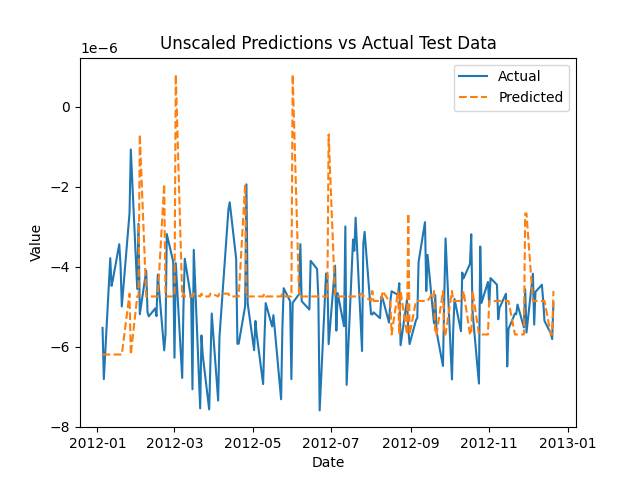 Unscaled Predictions vs Actual Test Data
1e−6
Actual
Predicted
0
−2
−4
−6
−8
Value
2012-01
2012-03
2012-05
2012-07
2012-09
2012-11
2013-01
Date